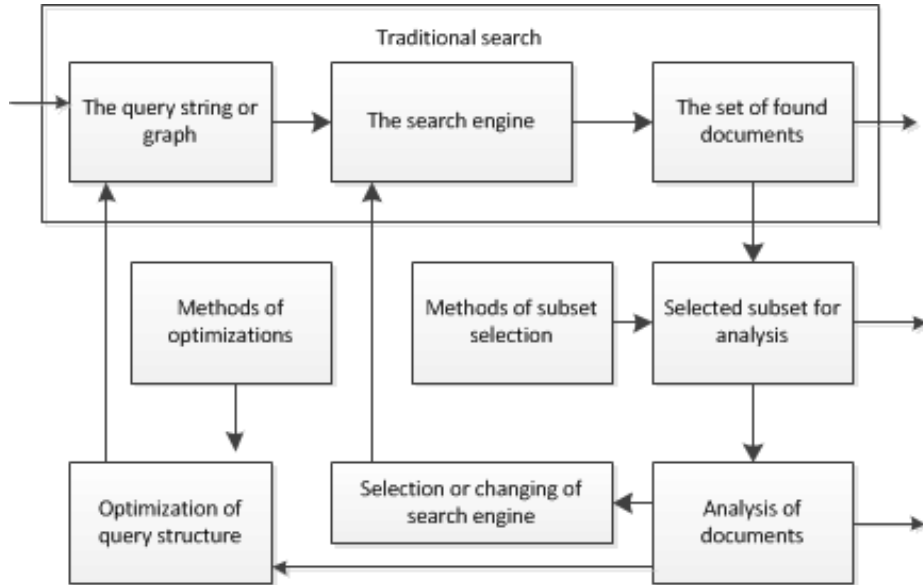 Traditional search
The query string or
graph
The search engine
The set of found
documents
Methods of
optimizations
Methods of subset
selection
Selected subset for
analysis
Optimization of
query structure
Selection or changing of
search engine
Analysis of
documents